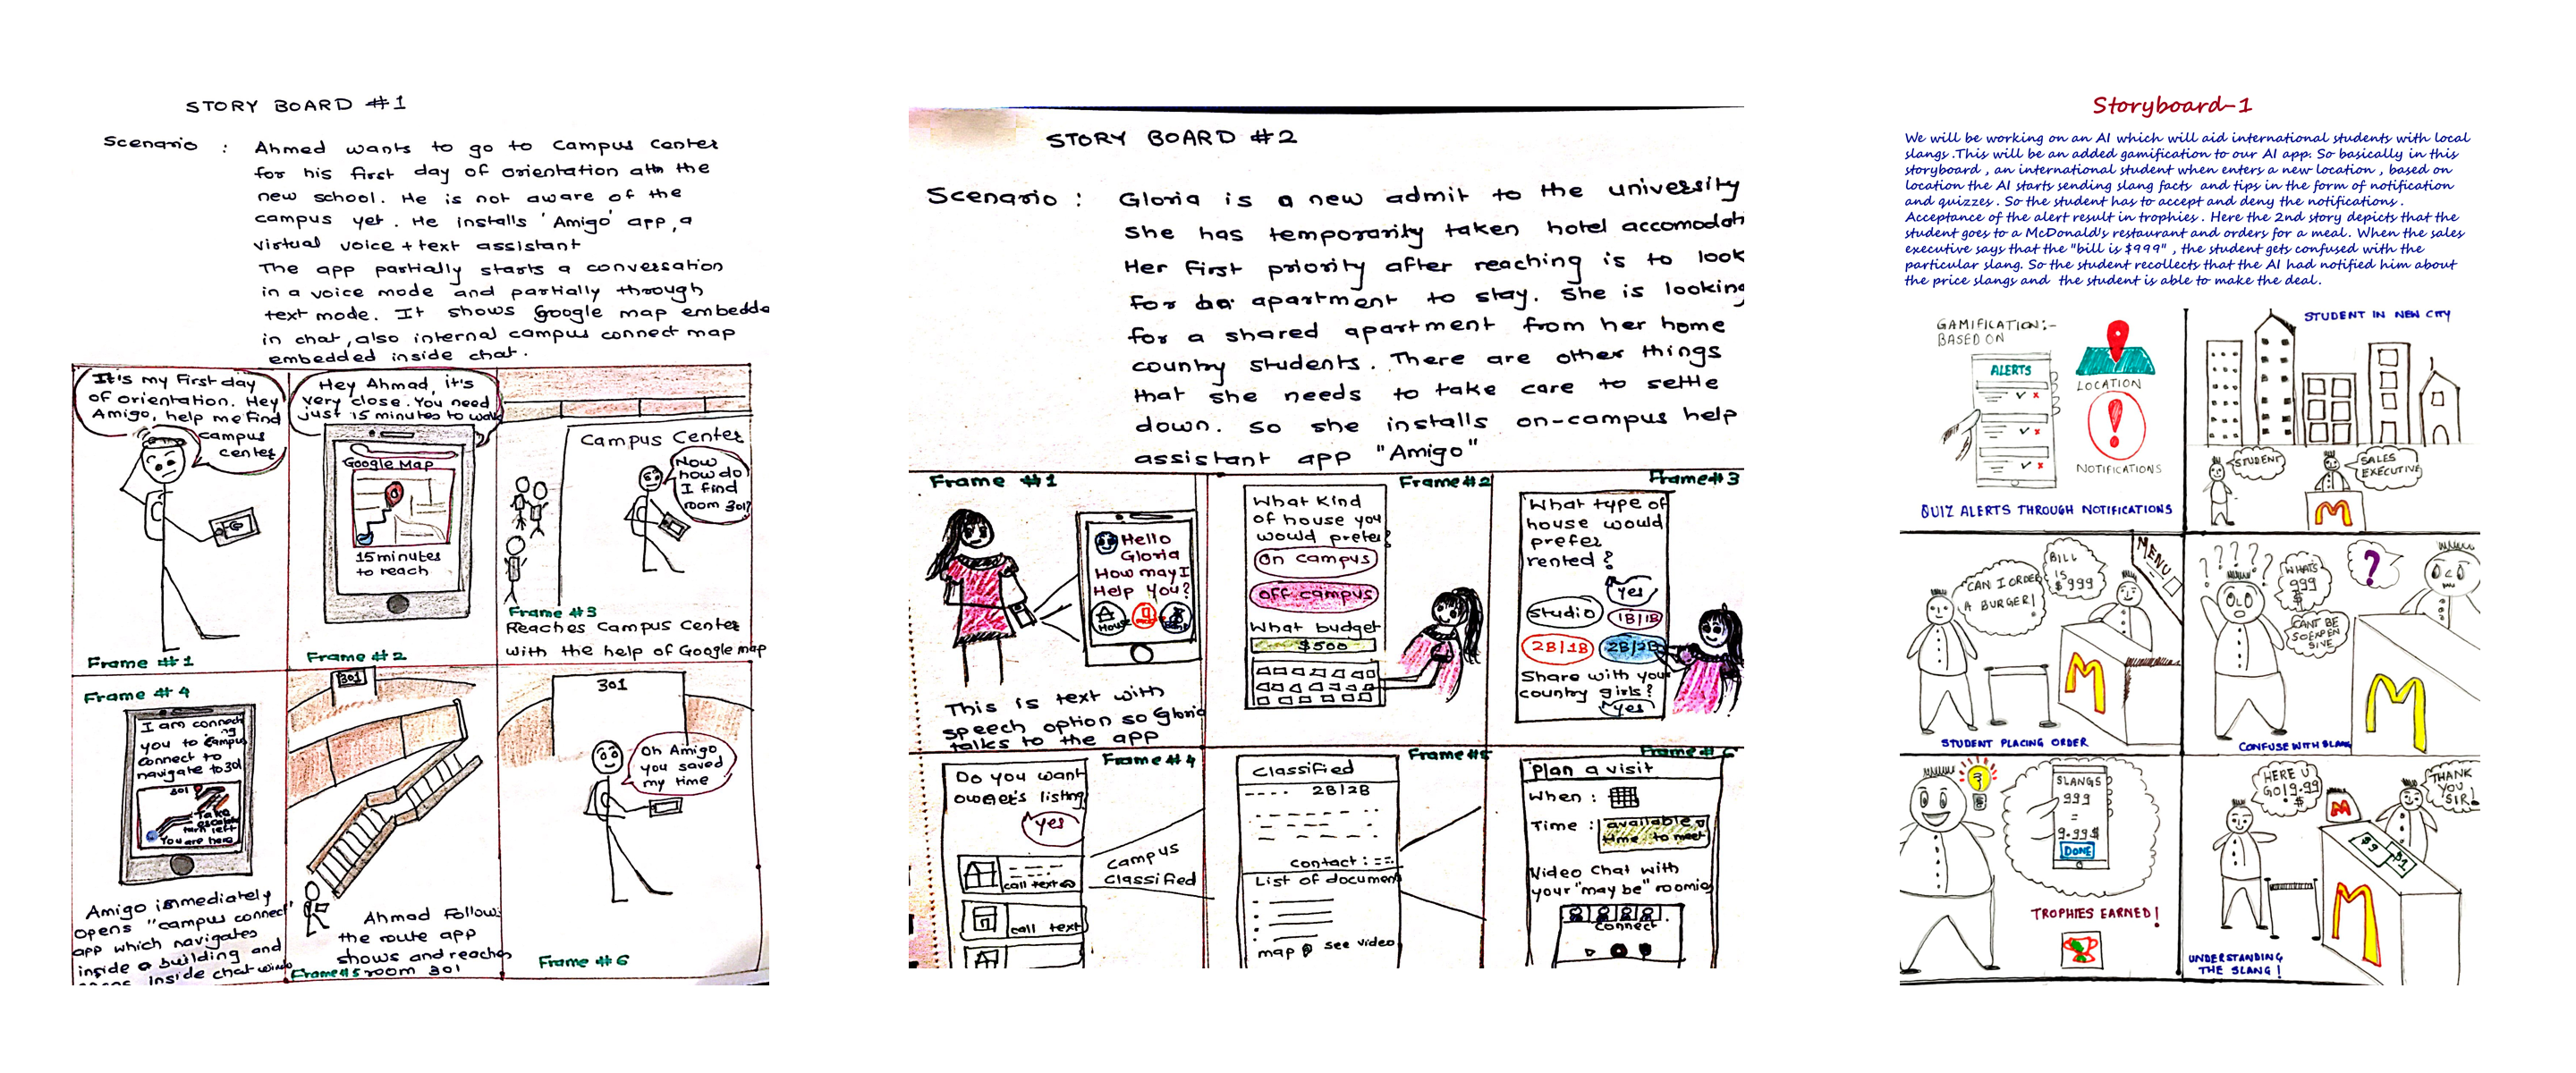 STORY BOARD #1
Scenario : Ahmed wants to go to Campus Center
for his first day of orientation at the
new school. He is not aware of the
campus yet. He installs 'Amigo' app, a
virtual voice + text assistant
The app partially starts a conversation
in a voice mode and partially through
text mode. It shows Google map embedde
in chat, also internal campus connect map
embedded inside chat.
It's my First day
of orientation. Hey
Amigo, help me find
campus
center
Frame #1
Hey Ahmad, it's
very close. You need
just 15 minutes to walk
Google Map
15 minutes
to reach
Frame #2
Campus Center
Now
how do
I find
room 301?
Frame #3
Reaches Campus Center
with the help of Google map
Frame #4
I am connect
ing
you to campus
connect to
navigate to 301
301
Take
turn left
You are here
Amigo immediately
opens "campus connect"
app which navigates
inside a building and
inside chat window
301
Ahmad Follow
the route app
shows and reaches
Frame #5 room 301
301
Oh Amigo
you saved
my time
Frame #6
STORY BOARD #2
Scenario : Gloria is a new admit to the university
She has temporarity taken hotel accomodati
Her first priority after reaching is to look
for apartment to stay. She is looking
for a shared apartment from her home
country students. There are other things
that she needs to take care to settle
down. So she installs on-campus help
assistant app "Amigo"
Frame #1
Hello
Gloria
How may I
Help You?
House
This is text with
speech option so Gloria
talks to the app
Frame #2
What Kind
of house you
would prefer?
On campus
off campus
What budget
$500
Frame #3
What type of
house would
prefer
rented?
Yes
Studio
1B|1B
2B|1B
2B|2B
Share with your
country girls?
Yes
Frame #4
Do you want
owner's listing
Yes
call text
call text
campus
classified
Frame #5
Classified
2B|2B
contact :
List of document
map see video
Frame #6
Plan a visit
When :
Time : available
time to meet
Video Chat with
your "may be" roomie
connect
Storyboard-1
We will be working on an AI which will aid international students with local
slangs .This will be an added gamification to our AI app. So basically in this
storyboard , an international student when enters a new location , based on
location the AI starts sending slang facts and tips in the form of notification
and quizzes . So the student has to accept and deny the notifications .
Acceptance of the alert result in trophies . Here the 2nd story depicts that the
student goes to a McDonald's restaurant and orders for a meal. When the sales
executive says that the "bill is $999" , the student gets confused with the
particular slang. So the student recollects that the AI had notified him about
the price slangs and the student is able to make the deal.
GAMIFICATION:-
BASED ON
ALERTS
LOCATION
NOTIFICATIONS
QUIZ ALERTS THROUGH NOTIFICATIONS
STUDENT IN NEW CITY
STUDENT
SALES
EXECUTIVE
M
CAN I ORDER
A BURGER!
BILL
IS
$999
MENU
M
STUDENT PLACING ORDER
? ? ? ?
WHAT'S
999
$
CANT BE
SO EXPEN
SIVE
?
M
CONFUSE WITH SLANG
SLANGS
999
=
9.99$
DONE
TROPHIES EARNED!
HERE U
GO! 9.99
$
THANK
YOU
SIR!
M
$9
$1
M
UNDERSTANDING
THE SLANG!